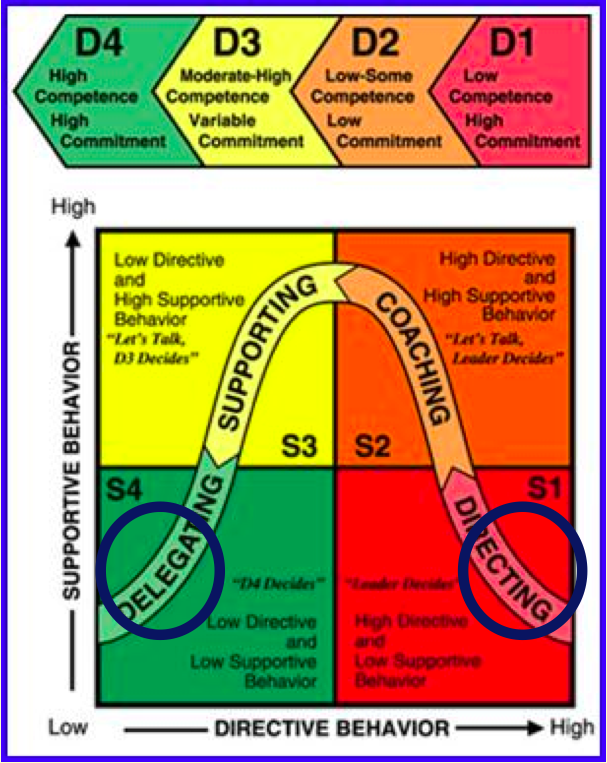 D4
High
Competence
High
Commitment
D3
Moderate-High
Competence
Variable
Commitment
D2
Low-Some
Competence
Low
Commitment
D1
Low
Competence
High
Commitment
High
SUPPORTIVE BEHAVIOR
Low Directive
and
High Supportive
Behavior
"Let's Talk,
D3 Decides"
S3
SUPPORTING
High Directive
and
High Supportive
Behavior
"Let's Talk,
Leader Decides"
S2
COACHING
S4
DELEGATING
"D4 Decides"
Low Directive
and
Low Supportive
Behavior
S1
DIRECTING
"Leader Decides"
High Directive
and
Low Supportive
Behavior
Low
DIRECTIVE BEHAVIOR
High